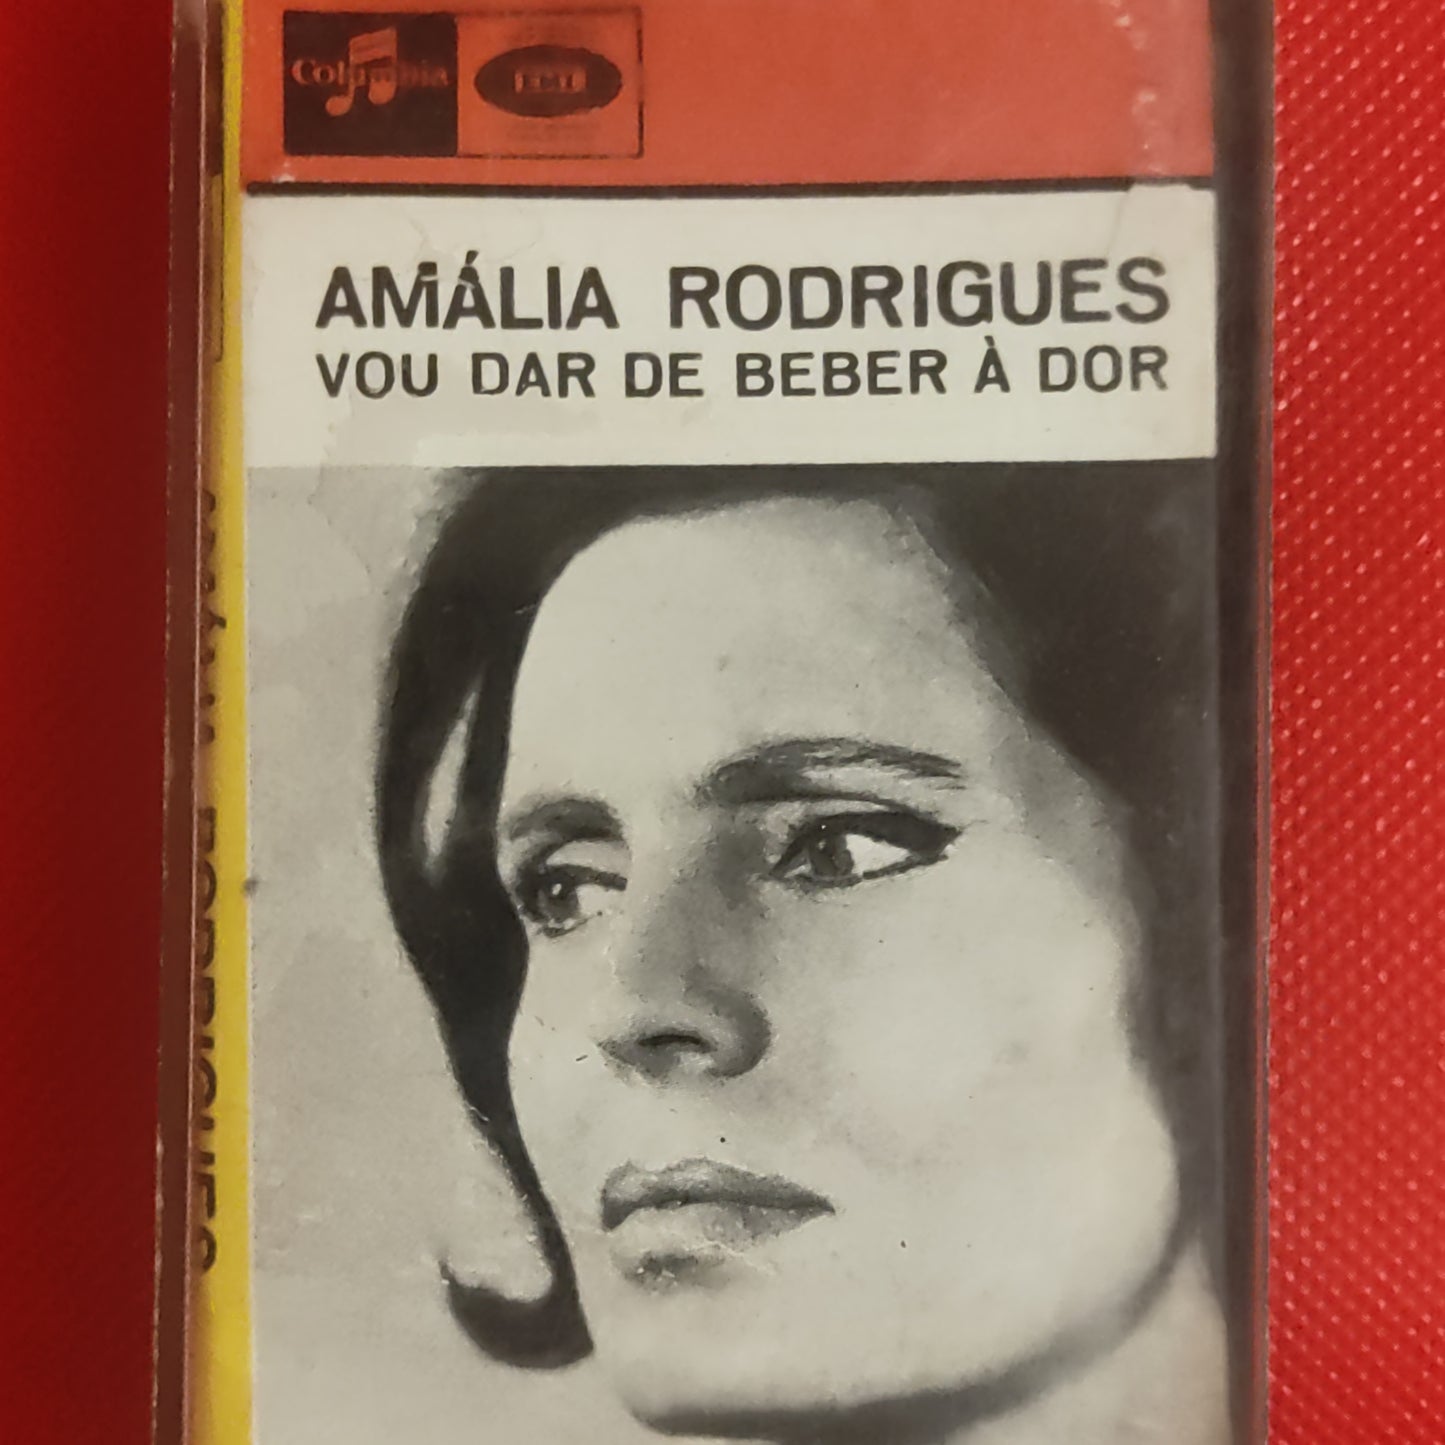 Columbia
EMI
AMÁLIA RODRIGUES
VOU DAR DE BEBER À DOR